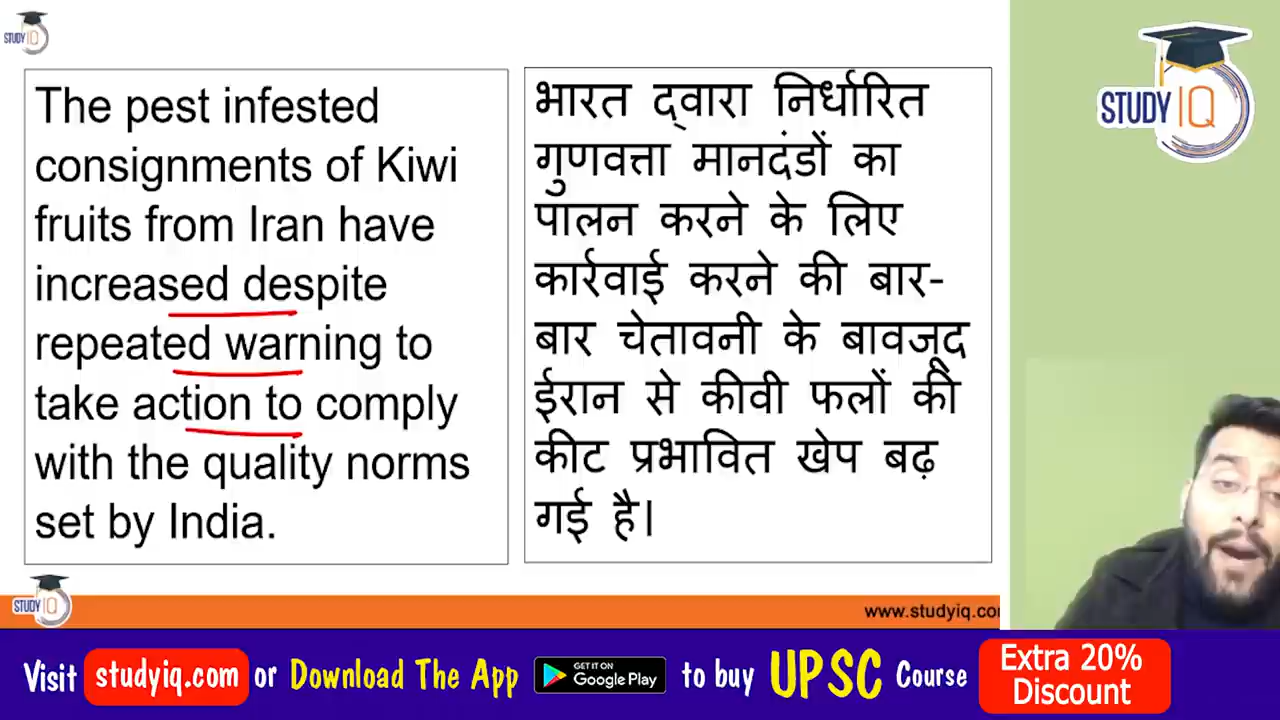 STUDY IQ
The pest infested
consignments of Kiwi
fruits from Iran have
increased despite
repeated warning to
take action to comply
with the quality norms
set by India.
भारत द्वारा निर्धारित
गुणवत्ता मानदंडों का
पालन करने के लिए
कार्रवाई करने की बार-
बार चेतावनी के बावजूद
ईरान से कीवी फलों की
कीट प्रभावित खेप बढ़
गई है।
STUDY IQ
STUDY IQ
www.studyiq.co
Visit studyiq.com or Download The App GET IT ON Google Play to buy UPSC Course
Extra 20%
Discount